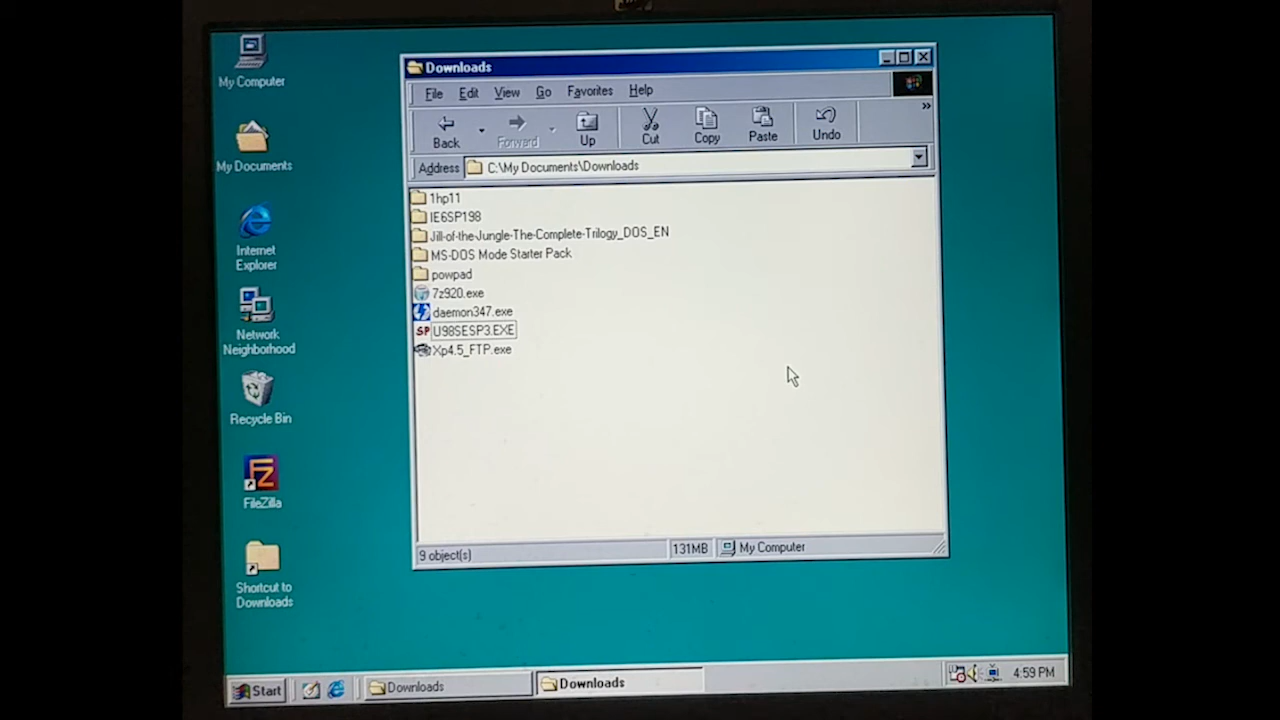 My Computer
My Documents
Internet
Explorer
Network
Neighborhood
Recycle Bin
FileZilla
Shortcut to
Downloads
Downloads
File Edit View Go Favorites Help
Back Forward Up Cut Copy Paste Undo
Address C:\My Documents\Downloads
1hp11
IE6SP198
Jill-of-the-Jungle-The-Complete-Trilogy_DOS_EN
MS-DOS Mode Starter Pack
powpad
7z920.exe
daemon347.exe
SP U98SESP3.EXE
Xp4.5_FTP.exe
9 object(s) 131MB My Computer
Start Downloads Downloads 4:59 PM